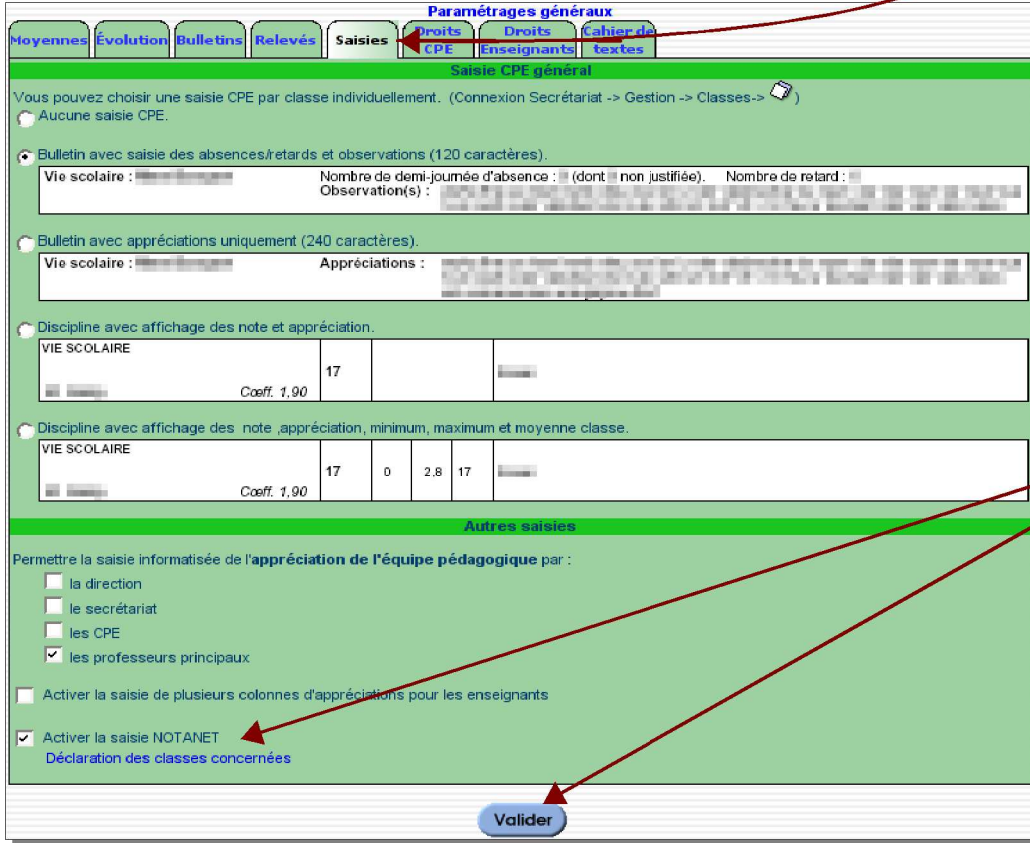 Paramétrages généraux
Moyennes Évolution Bulletins Relevés Saisies Droits CPE Droits Enseignants Cahier de textes
Saisie CPE général
Vous pouvez choisir une saisie CPE par classe individuellement. (Connexion Secrétariat -> Gestion -> Classes-> )
Aucune saisie CPE.
Bulletin avec saisie des absences/retards et observations (120 caractères).
Vie scolaire : Nombre de demi-journée d'absence : (dont non justifiée). Nombre de retard :
Observation(s) :
Bulletin avec appréciations uniquement (240 caractères).
Vie scolaire : Appréciations :
Discipline avec affichage des note et appréciation.
VIE SCOLAIRE
17
Cœff. 1,90
Discipline avec affichage des note ,appréciation, minimum, maximum et moyenne classe.
VIE SCOLAIRE
17 0 2,8 17
Cœff. 1,90
Autres saisies
Permettre la saisie informatisée de l'appréciation de l'équipe pédagogique par :
la direction
le secrétariat
les CPE
les professeurs principaux
Activer la saisie de plusieurs colonnes d'appréciations pour les enseignants
Activer la saisie NOTANET
Déclaration des classes concernées
Valider